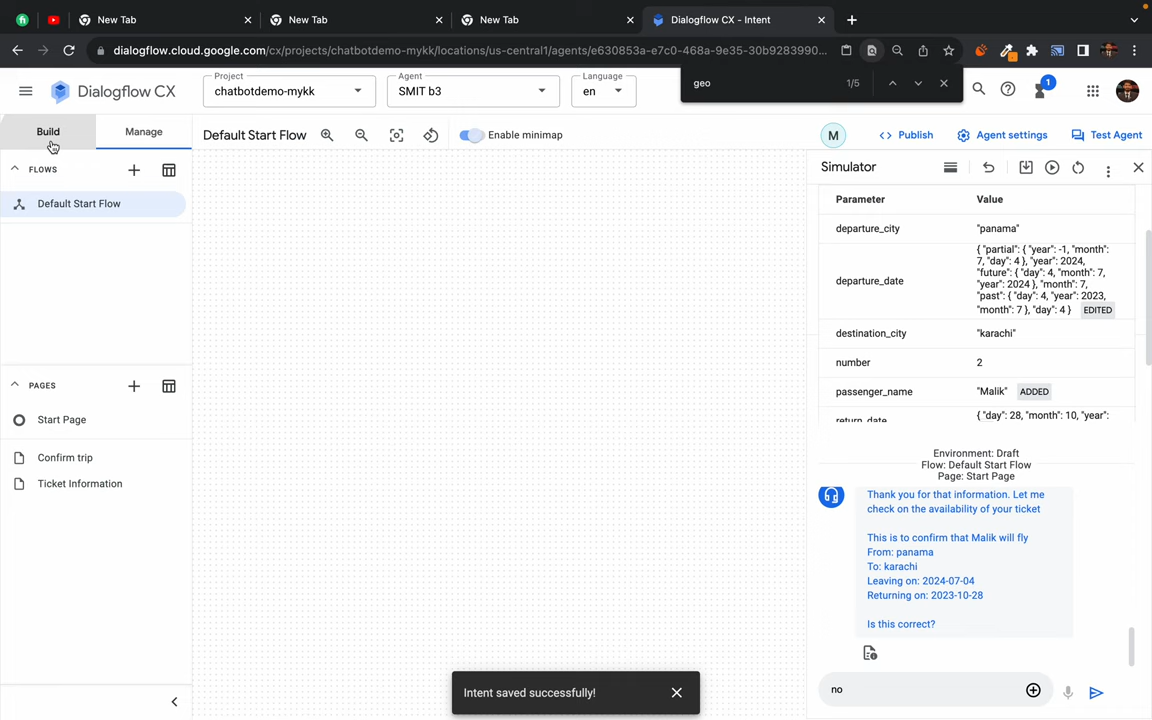 New Tab
New Tab
New Tab
Dialogflow CX - Intent
dialogflow.cloud.google.com/cx/projects/chatbotdemo-mykk/locations/us-central1/agents/e630853a-e7c0-468a-9e35-30b9283990...
geo
1/5
Dialogflow CX
Project
chatbotdemo-mykk
Agent
SMIT b3
Language
en
1
Build
Manage
Default Start Flow
Enable minimap
M
Publish
Agent settings
Test Agent
FLOWS
Default Start Flow
PAGES
Start Page
Confirm trip
Ticket Information
Simulator
Parameter Value
departure_city "panama"
departure_date
{ "partial": { "year": -1, "month":
7, "day": 4 }, "year": 2024,
"future": { "day": 4, "month": 7,
"year": 2024 }, "month": 7,
"past": { "day": 4, "year": 2023,
"month": 7 }, "day": 4 } EDITED
destination_city "karachi"
number 2
passenger_name "Malik" ADDED
return_date { "day": 28, "month": 10, "year":
Environment: Draft
Flow: Default Start Flow
Page: Start Page
Thank you for that information. Let me
check on the availability of your ticket
This is to confirm that Malik will fly
From: panama
To: karachi
Leaving on: 2024-07-04
Returning on: 2023-10-28
Is this correct?
no
Intent saved successfully!